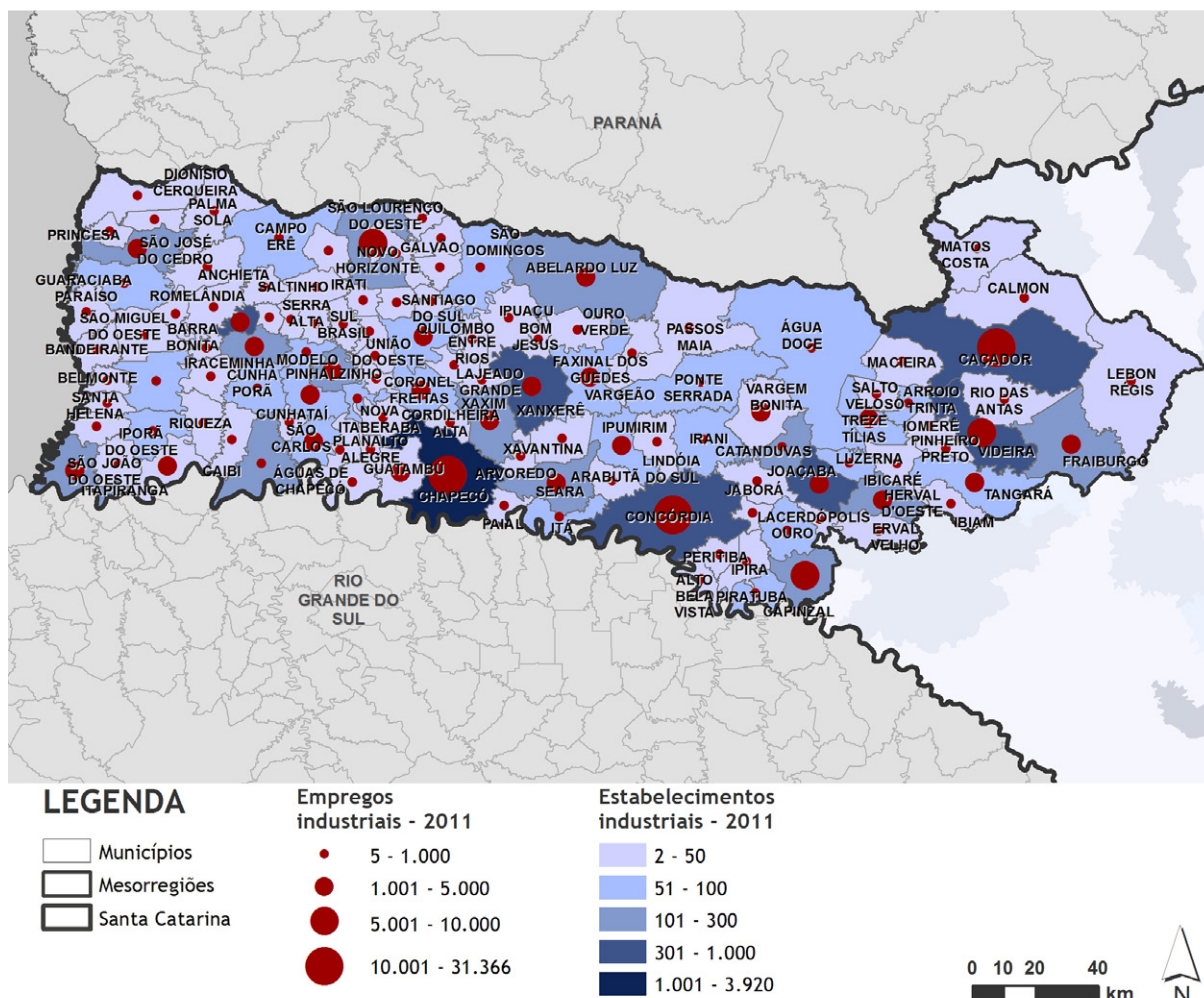 PARANÁ
DIONÍSIO
CERQUEIRA
PALMA
SOLA
PRINCESA
SÃO JOSÉ
DO CEDRO
CAMPO
ERÊ
SÃO LOURENÇO
DO OESTE
NOVO
HORIZONTE
GALVÃO
SÃO
DOMINGOS
ABELARDO LUZ
MATOS
COSTA
CALMON
GUARACIABA
PARAÍSO
ANCHIETA
ROMELÂNDIA
SALTINHO
IRATI
SERRA
ALTA
SUL
BRASIL
SANTIAGO
DO SUL
IPUAÇU
OURO
VERDE
PASSOS
MAIA
ÁGUA
DOCE
CAÇADOR
SÃO MIGUEL
DO OESTE
BARRA
BONITA
BANDEIRANTE
IRACEMINHA
MODELO
UNIÃO
DO OESTE
QUILOMBO
ENTRE
RIOS
BOM
JESUS
MACIEIRA
LEBON
RÉGIS
BELMONTE
CUNHA
PORÃ
PINHALZINHO
CORONEL
FREITAS
LAJEADO
GRANDE
FAXINAL DOS
GUEDES
VARGEÃO
PONTE
SERRADA
VARGEM
BONITA
SALTO
VELOSO
ARROIO
TRINTA
RIO DAS
ANTAS
SANTA
HELENA
CUNHATAÍ
NOVA
ITABERABA
CORDILHEIRA
ALTA
XAXIM
XANXERÊ
TREZE
TÍLIAS
IOMERÊ
PINHEIRO
PRETO
VIDEIRA
FRAIBURGO
IPORÃ
DO OESTE
RIQUEZA
SÃO
CARLOS
PLANALTO
ALEGRE
XAVANTINA
IPUMIRIM
IRANI
CATANDUVAS
LUZERNA
SÃO JOÃO
DO OESTE
ITAPIRANGA
CAIBI
ÁGUAS DE
CHAPECÓ
GUATAMBÚ
CHAPECÓ
ARVOREDO
SEARA
ARABUTÃ
LINDÓIA
DO SUL
JABORÁ
JOAÇABA
IBICARÉ
HERVAL
D'OESTE
TANGARÁ
IBIAM
PAIAL
ITÁ
CONCÓRDIA
LACERDÓPOLIS
OURO
ERVAL
VELHO
PERITIBA
IPIRA
ALTO
BELA
VISTA
PIRATUBA
CAPINZAL
RIO
GRANDE DO
SUL
LEGENDA
Municípios
Mesorregiões
Santa Catarina
Empregos
industriais - 2011
5 - 1.000
1.001 - 5.000
5.001 - 10.000
10.001 - 31.366
Estabelecimentos
industriais - 2011
2 - 50
51 - 100
101 - 300
301 - 1.000
1.001 - 3.920
0 10 20 40
km
N